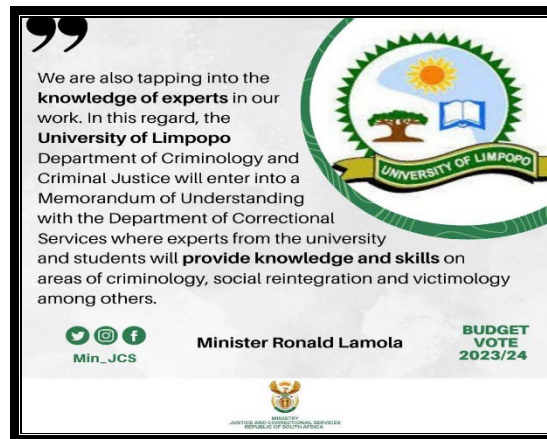 We are also tapping into the
knowledge of experts in our
work. In this regard, the
University of Limpopo
Department of Criminology and
Criminal Justice will enter into a
Memorandum of Understanding
with the Department of Correctional
Services where experts from the university
and students will provide knowledge and skills on
areas of criminology, social reintegration and victimology
among others.
UNIVERSITY OF LIMPOPO
Min_JCS
Minister Ronald Lamola
BUDGET
VOTE
2023/24
MINISTRY
JUSTICE AND CORRECTIONAL SERVICES
REPUBLIC OF SOUTH AFRICA